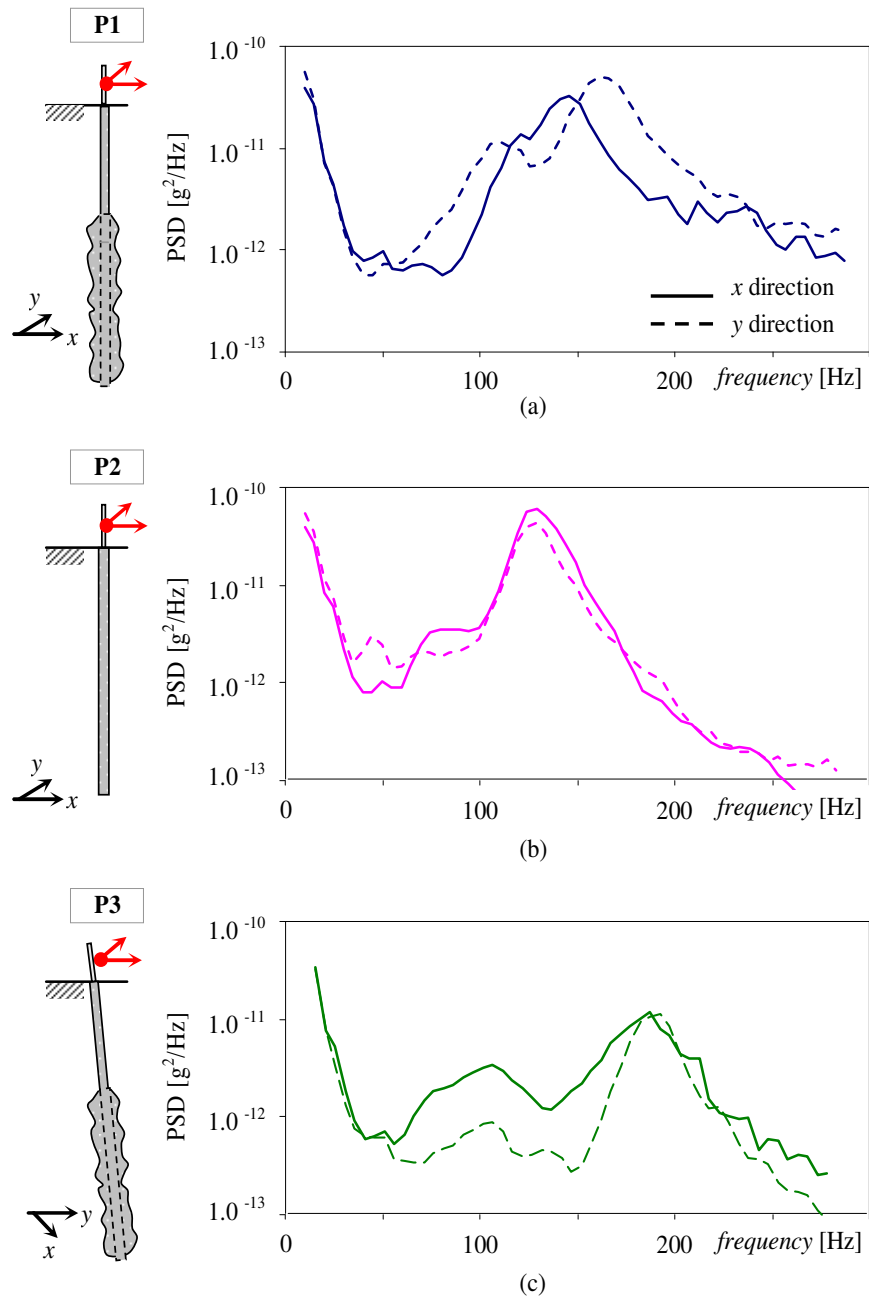 P1
y
x
PSD [g²/Hz]
1.0 -10
1.0 -11
1.0 -12
1.0 -13
x direction
y direction
0 100 200 frequency [Hz]
(a)
P2
y
x
PSD [g²/Hz]
1.0 -10
1.0 -11
1.0 -12
1.0 -13
0 100 200 frequency [Hz]
(b)
P3
y
x
PSD [g²/Hz]
1.0 -10
1.0 -11
1.0 -12
1.0 -13
0 100 200 frequency [Hz]
(c)